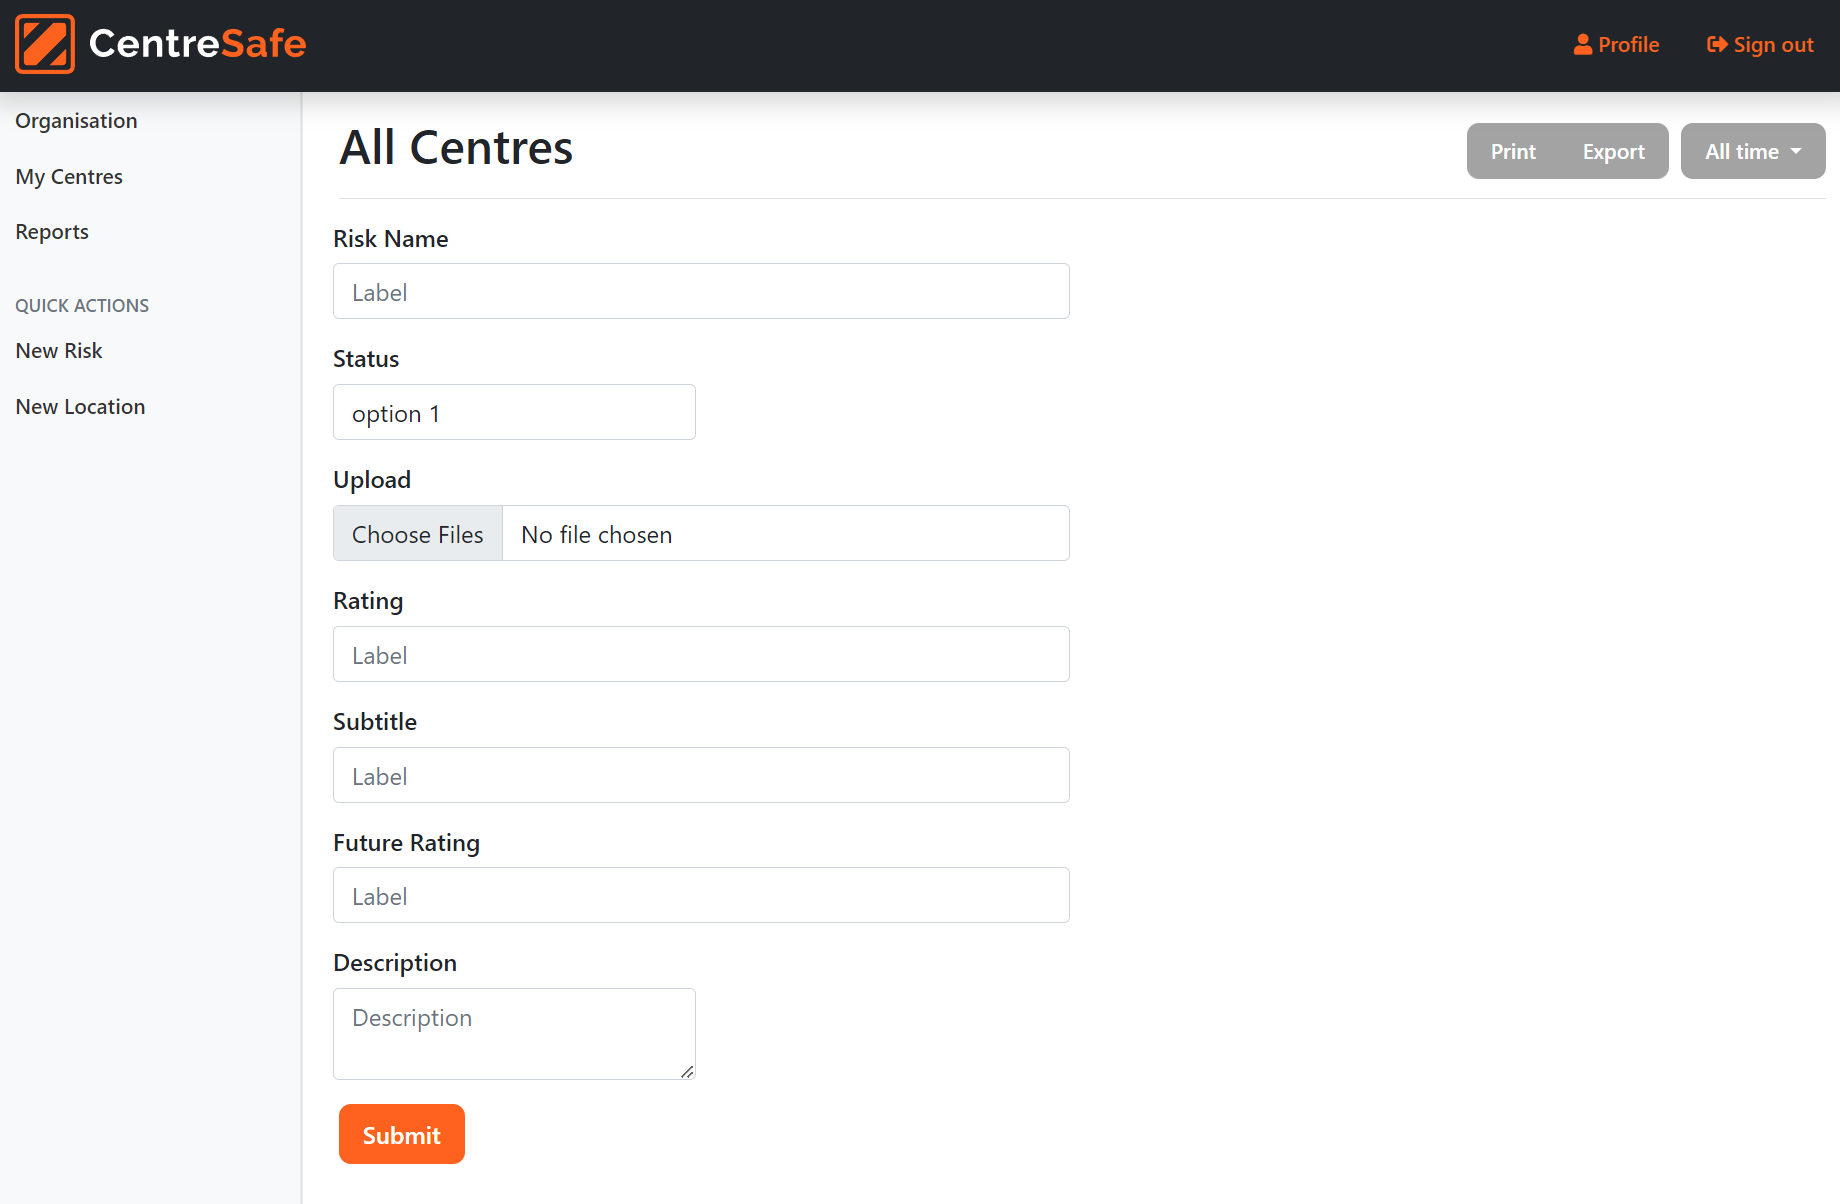 CentreSafe
Profile
Sign out
Organisation
My Centres
Reports
QUICK ACTIONS
New Risk
New Location
All Centres
Print
Export
All time
Risk Name
Label
Status
option 1
Upload
Choose Files
No file chosen
Rating
Label
Subtitle
Label
Future Rating
Label
Description
Description
Submit